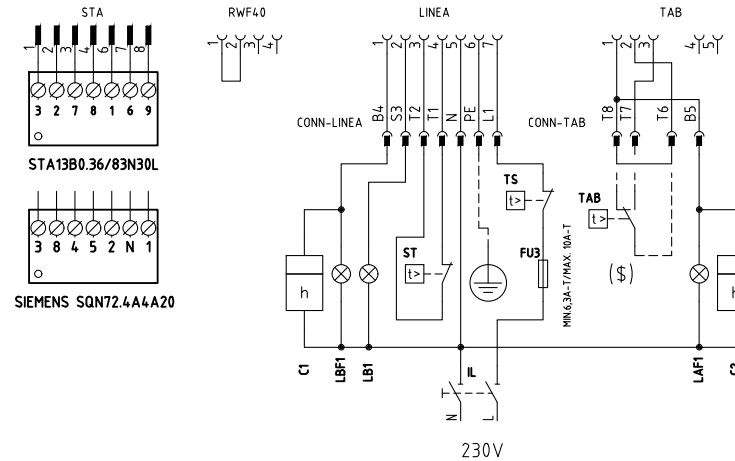 STA
RWF40
LINEA
TAB
1 2 3 4 6 7 8
1 2 3 4
1 2 3 4 5 6 7
1 2 3 4 5
3 2 7 8 1 6 9
STA13B0.36/83N30L
CONN-LINEA
B4 S3 T2 T1 N PE L1
CONN-TAB
T8 T7 T6 B5
3 8 4 5 2 N 1
SIEMENS SQN72.4A4A20
TS
t>
TAB
t>
ST
t>
FU3
MIN.6,3A-T/MAX. 10A-T
($)
h
h
C1
LBF1
LB1
IL
LAF1
N L
230V